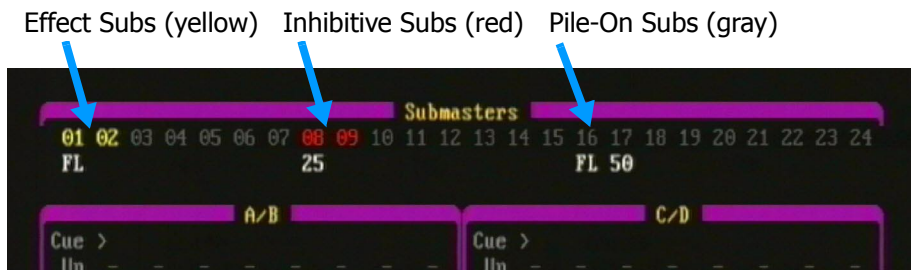 Effect Subs (yellow) Inhibitive Subs (red) Pile-On Subs (gray)
Submasters
01 02 03 04 05 06 07 08 09 10 11 12 13 14 15 16 17 18 19 20 21 22 23 24
FL 25 FL 50
A/B C/D
Cue > Cue >
Up - - - - - - - Up - - - - - - -